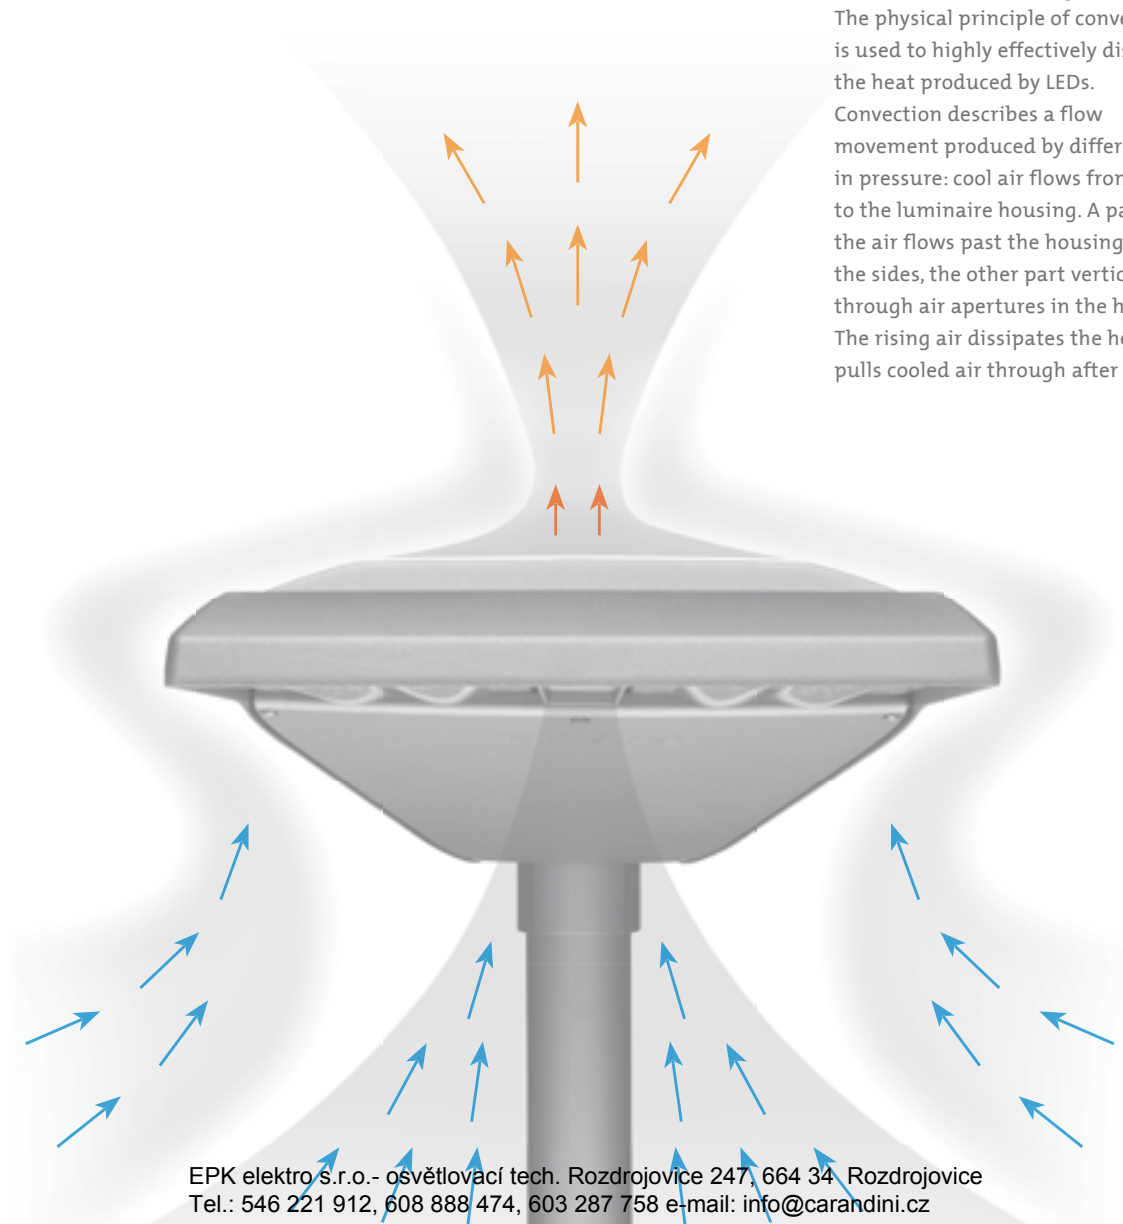 The physical principle of conve
is used to highly effectively dis
the heat produced by LEDs.
Convection describes a flow
movement produced by differ
in pressure: cool air flows fron
to the luminaire housing. A pa
the air flows past the housing
the sides, the other part vertic
through air apertures in the h
The rising air dissipates the he
pulls cooled air through after
EPK elektro s.r.o.- osvětlovací tech. Rozdrojovice 247, 664 34 Rozdrojovice
Tel.: 546 221 912, 608 888 474, 603 287 758 e-mail: info@carandini.cz